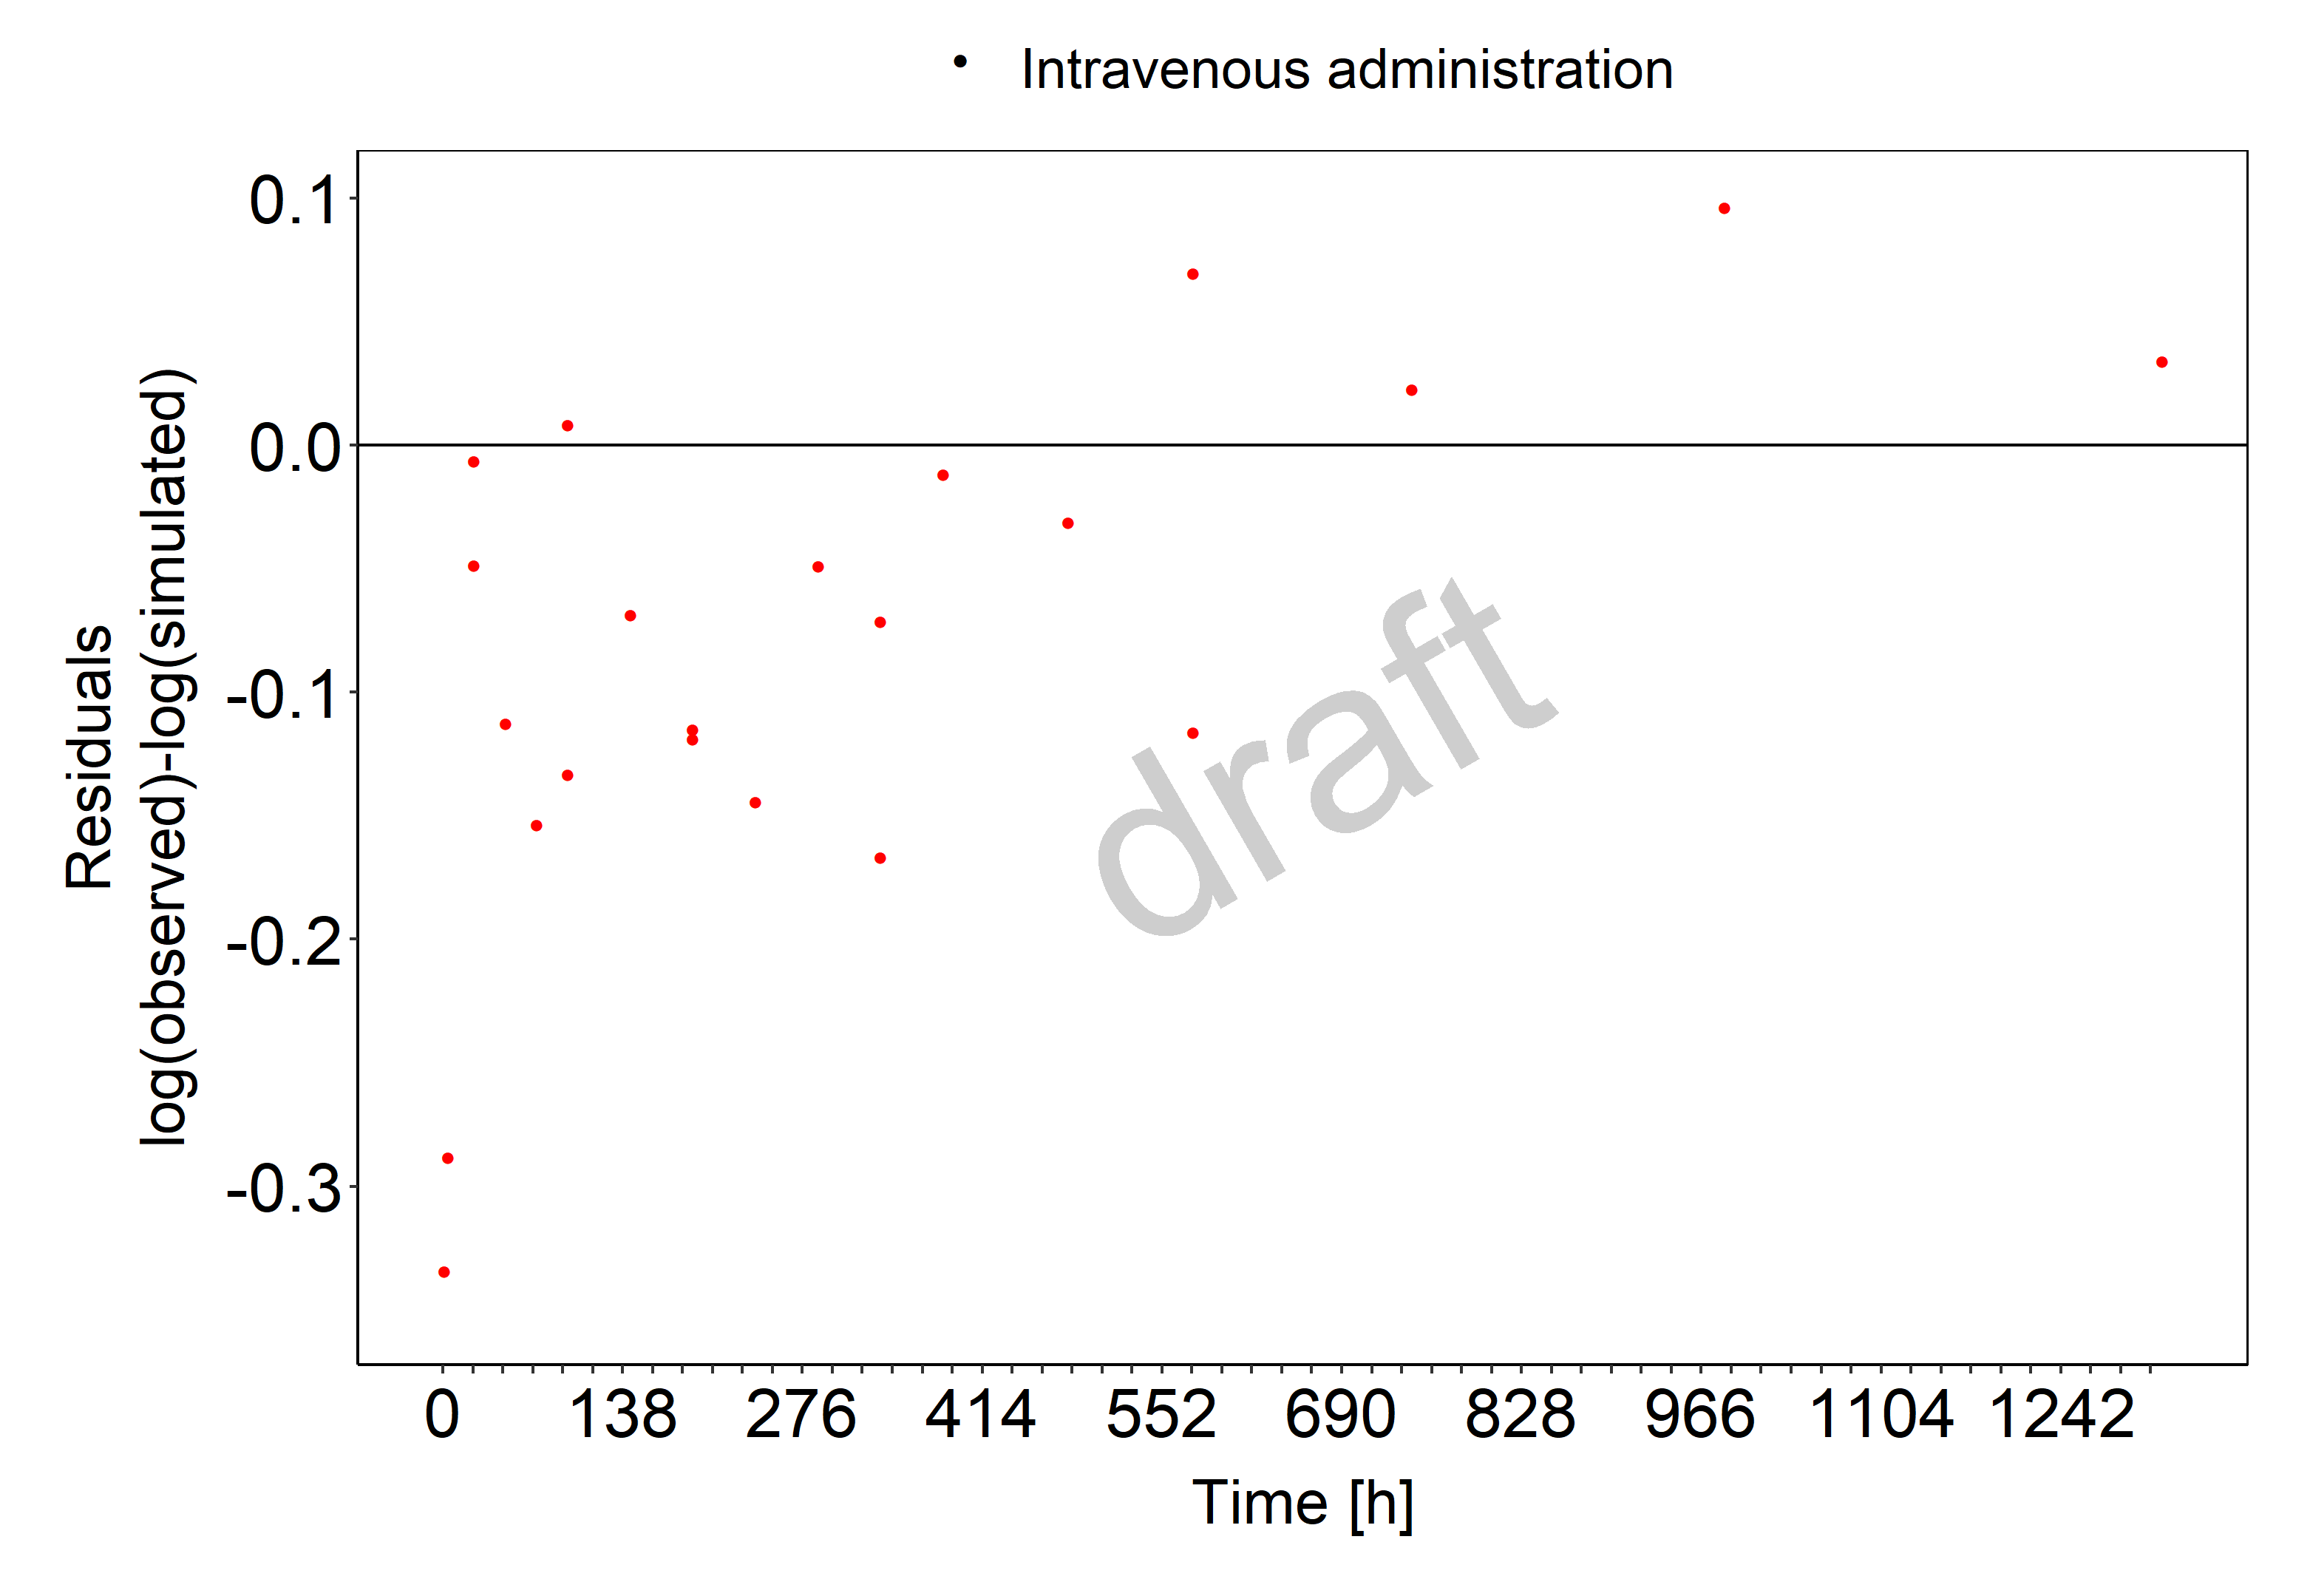 Intravenous administration
Residuals
log(observed)-log(simulated)
0.1
0.0
-0.1
-0.2
-0.3
draft
0 138 276 414 552 690 828 966 1104 1242
Time [h]